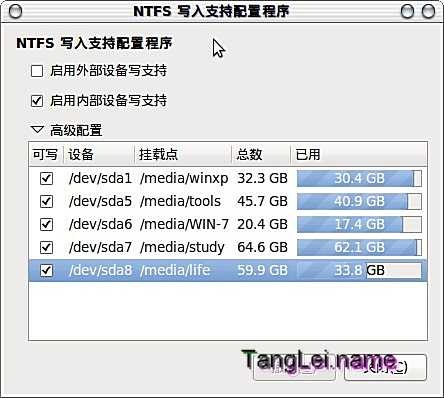 NTFS 写入支持配置程序
NTFS 写入支持配置程序
启用外部设备写支持
启用内部设备写支持
高级配置
可写 设备 挂载点 总数 已用
/dev/sda1 /media/winxp 32.3 GB 30.4 GB
/dev/sda5 /media/tools 45.7 GB 40.9 GB
/dev/sda6 /media/WIN-7 20.4 GB 17.4 GB
/dev/sda7 /media/study 64.6 GB 62.1 GB
/dev/sda8 /media/life 59.9 GB 33.8 GB
TangLei.name
关闭(C)